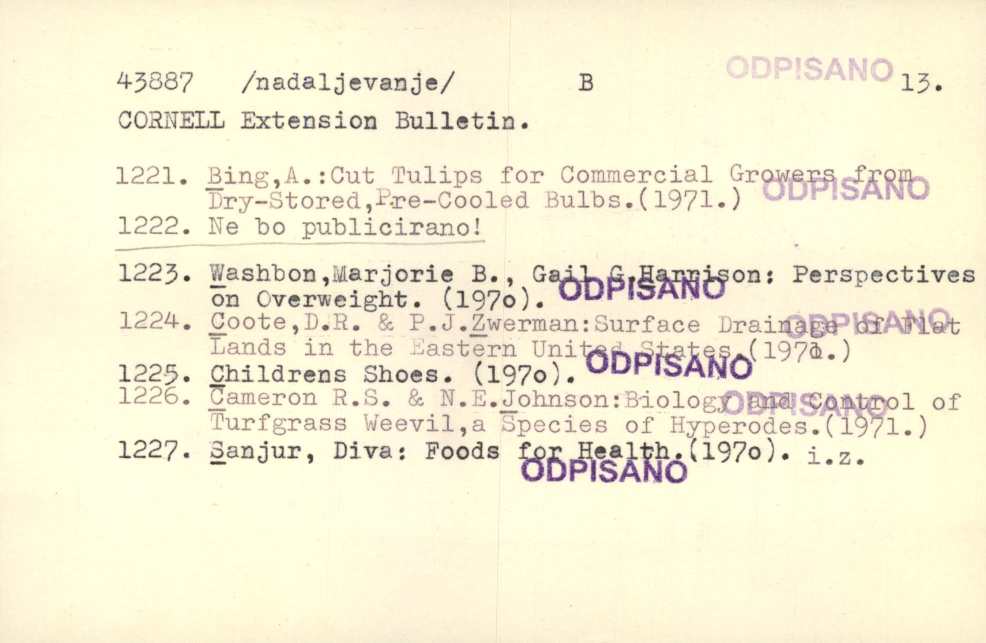 43887 /nadaljevanje/ B ODPISANO 13.
CORNELL Extension Bulletin.
1221. Bing,A.:Cut Tulips for Commercial Growers from
Dry-Stored,Pre-Cooled Bulbs.(1971.) ODPISANO
1222. Ne bo publicirano!
1223. Washbon,Marjorie B., Gail G.Harrison: Perspectives
on Overweight. (197o). ODPISANO
1224. Coote,D.R. & P.J.Zwerman:Surface Drainage of Flat
ODPISANO
Lands in the Eastern United States.(1971.)
1225. Childrens Shoes. (197o). ODPISANO
1226. Cameron R.S. & N.E.Johnson:Biology and Control of
ODPISANO
Turfgrass Weevil,a Species of Hyperodes.(1971.)
1227. Sanjur, Diva: Foods for Health.(197o). i.z.
ODPISANO